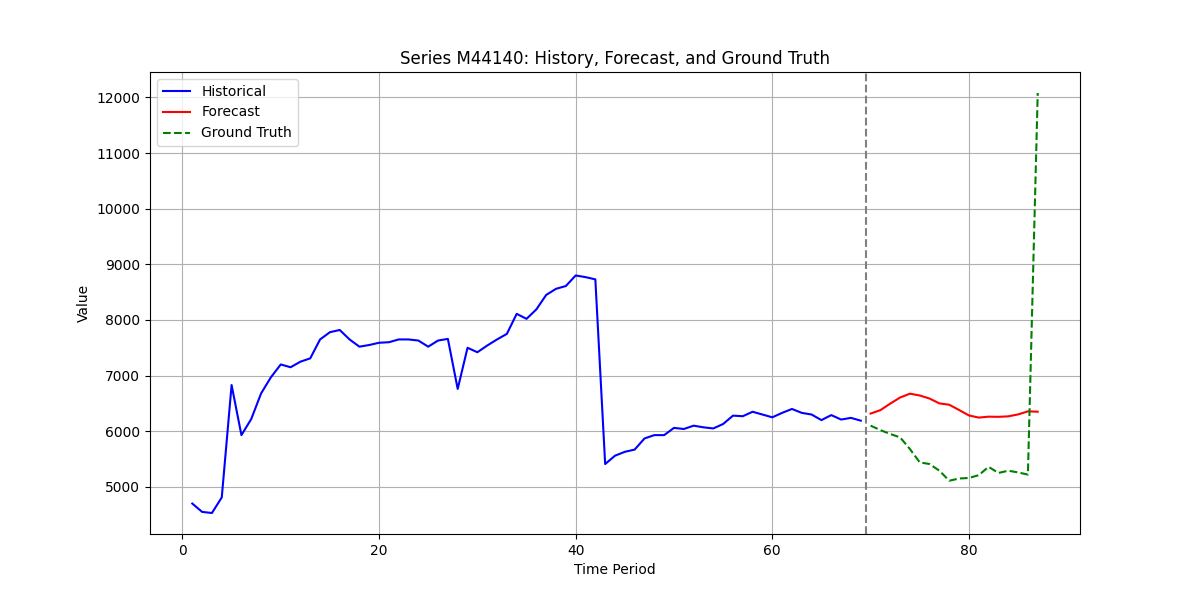 Series M44140: History, Forecast, and Ground Truth
Historical
Forecast
Ground Truth
12000
11000
10000
9000
8000
7000
6000
5000
Value
0 20 40 60 80
Time Period